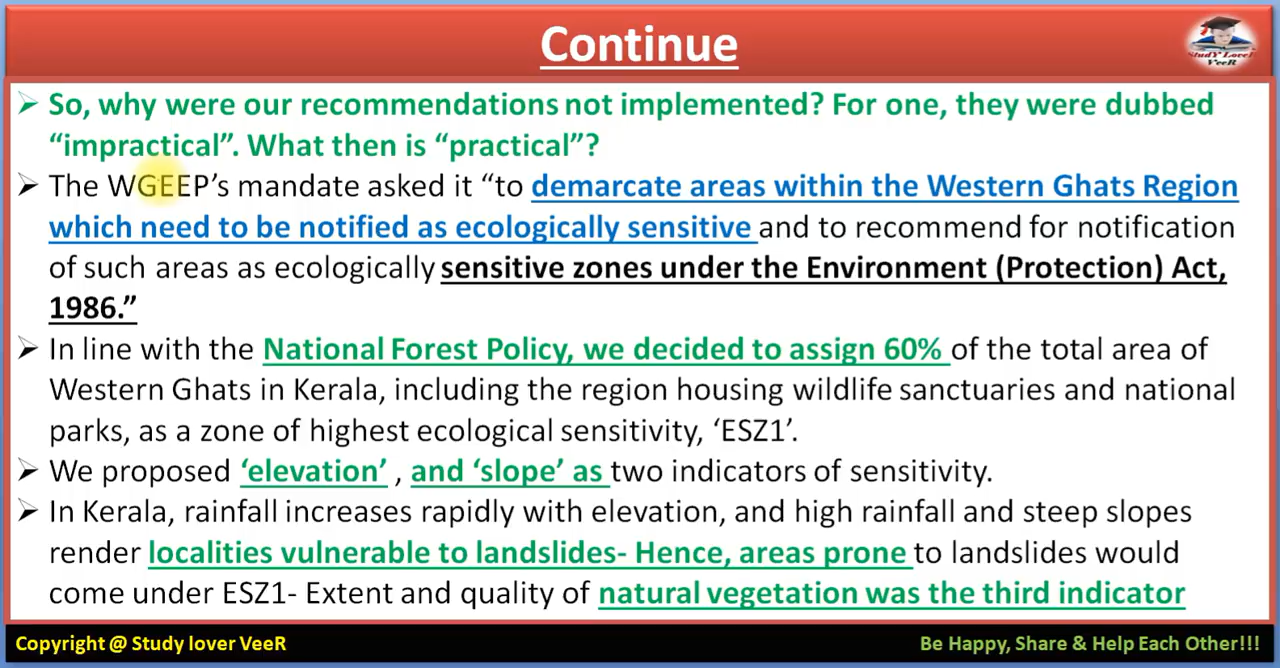 Continue
StudY LoveR
VeeR
➢ So, why were our recommendations not implemented? For one, they were dubbed
“impractical”. What then is “practical”?
➢ The WGEEP’s mandate asked it “to demarcate areas within the Western Ghats Region
which need to be notified as ecologically sensitive and to recommend for notification
of such areas as ecologically sensitive zones under the Environment (Protection) Act,
1986.”
➢ In line with the National Forest Policy, we decided to assign 60% of the total area of
Western Ghats in Kerala, including the region housing wildlife sanctuaries and national
parks, as a zone of highest ecological sensitivity, ‘ESZ1’.
➢ We proposed ‘elevation’ , and ‘slope’ as two indicators of sensitivity.
➢ In Kerala, rainfall increases rapidly with elevation, and high rainfall and steep slopes
render localities vulnerable to landslides- Hence, areas prone to landslides would
come under ESZ1- Extent and quality of natural vegetation was the third indicator
Copyright @ Study lover VeeR
Be Happy, Share & Help Each Other!!!